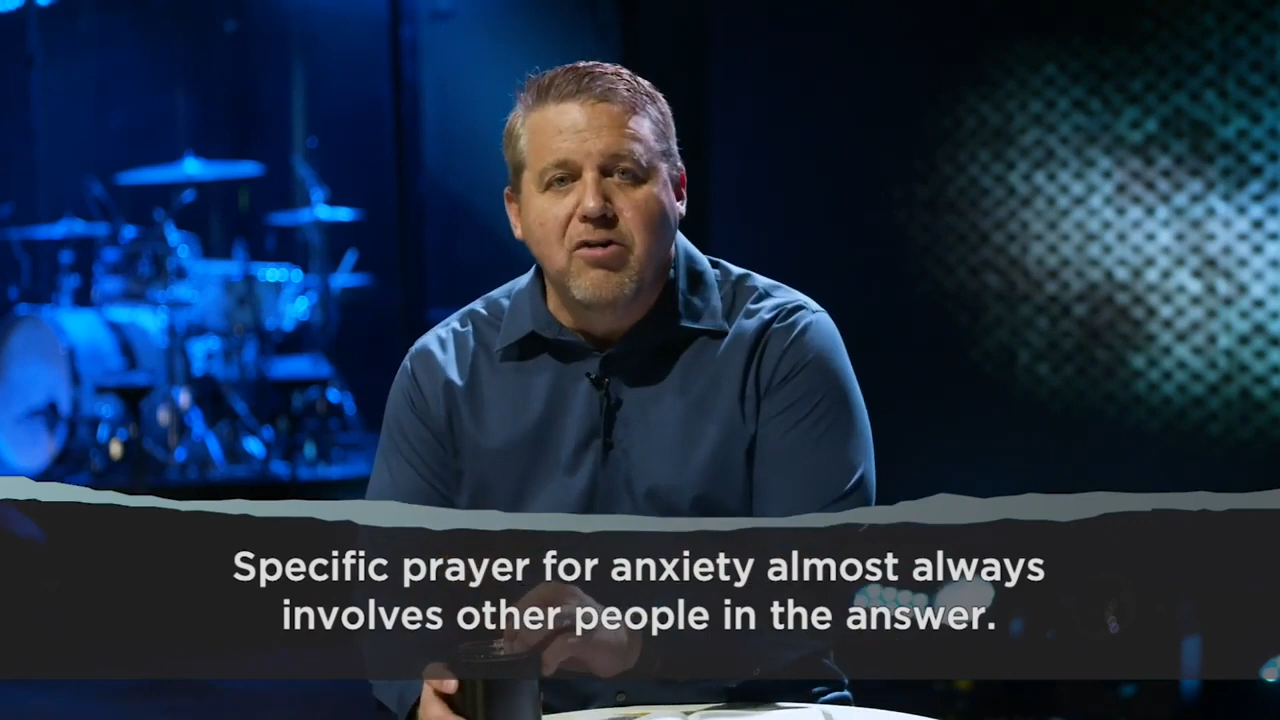 Specific prayer for anxiety almost always
involves other people in the answer.